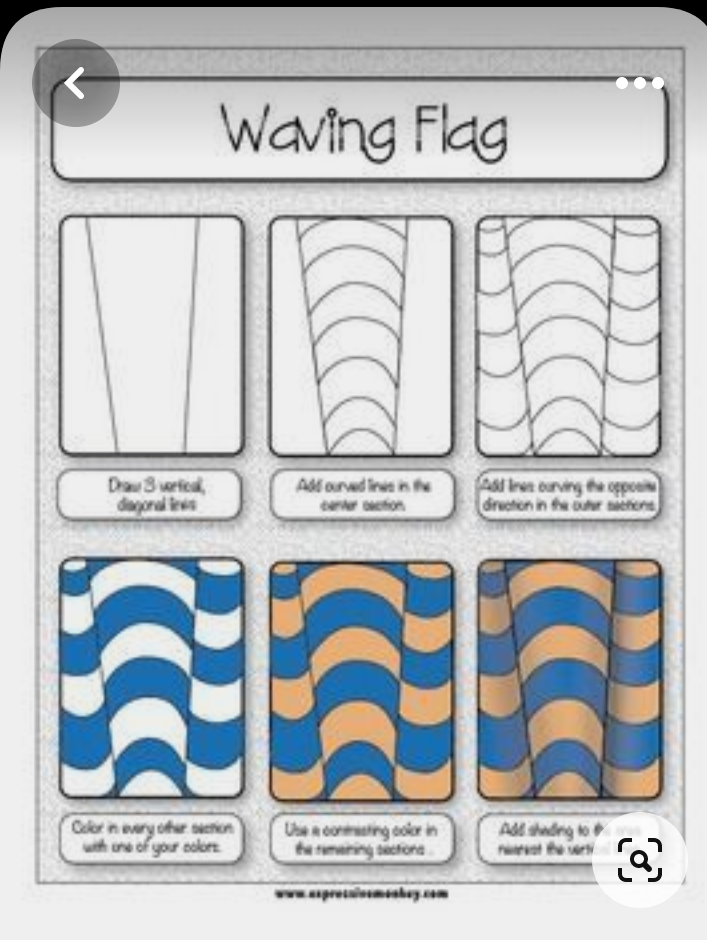 Waving Flag
Draw 3 vertical,
diagonal lines
Add curved lines in the
center section.
Add lines curving the opposite
direction in the outer sections.
Color in every other section
with one of your colors.
Use a contrasting color in
the remaining sections .
Add shading to the
nearest the
www.expressivemonkey.com